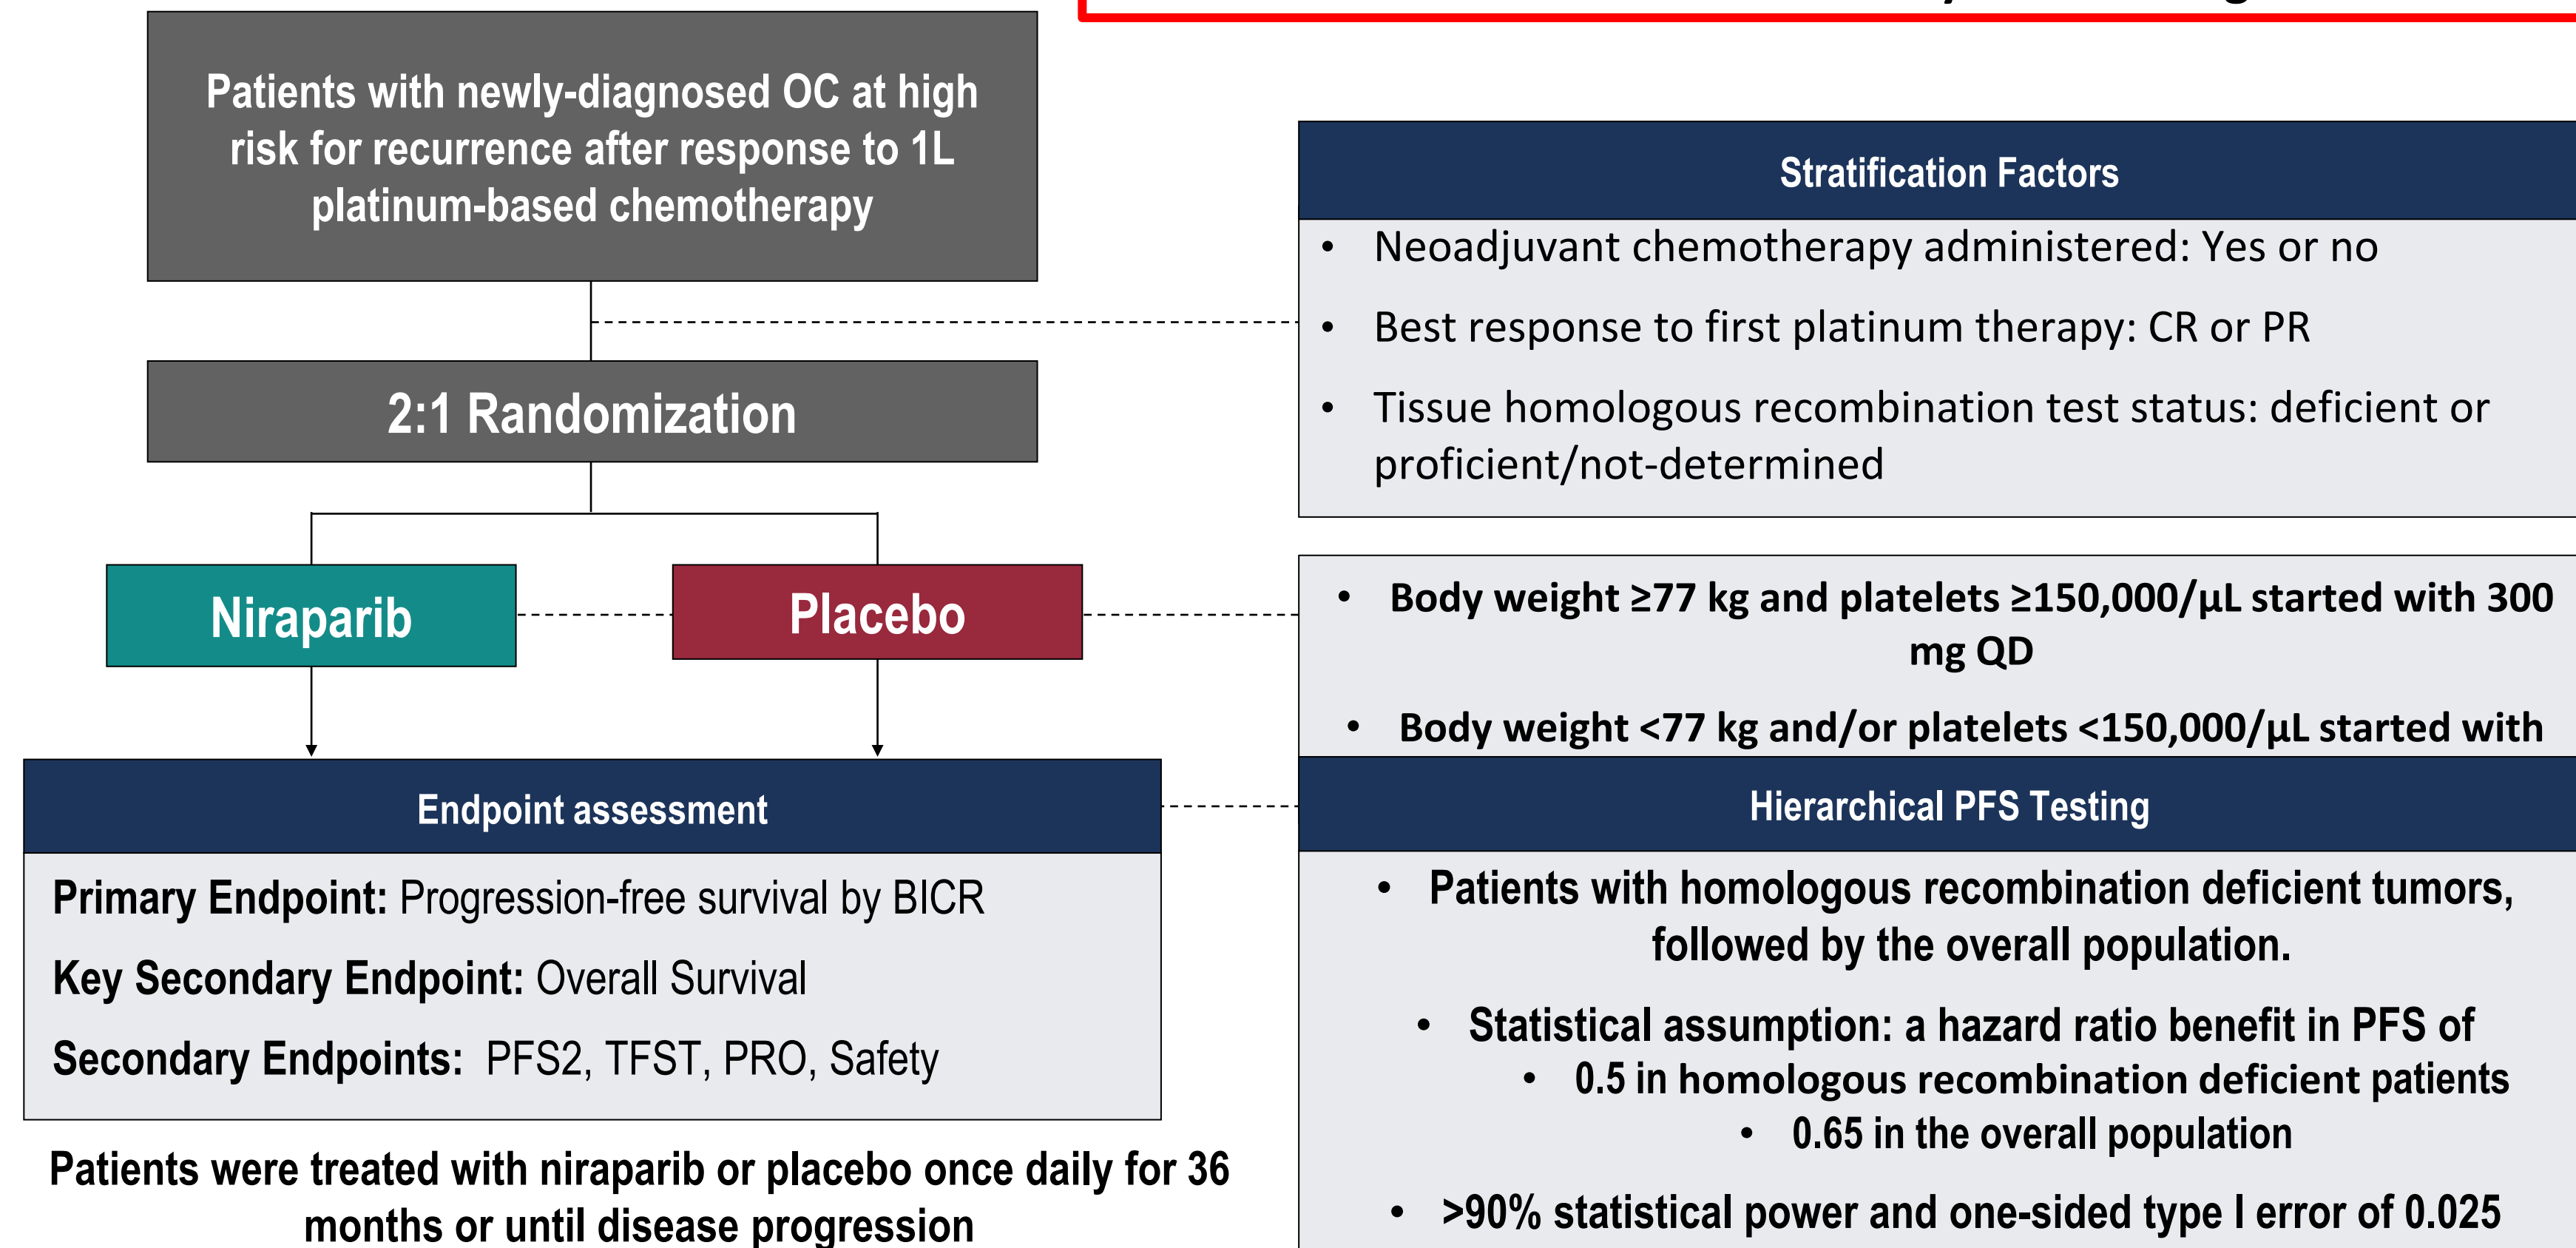 Patients with newly-diagnosed OC at high
risk for recurrence after response to 1L
platinum-based chemotherapy
2:1 Randomization
Niraparib
Placebo
Endpoint assessment
Primary Endpoint: Progression-free survival by BICR
Key Secondary Endpoint: Overall Survival
Secondary Endpoints: PFS2, TFST, PRO, Safety
Patients were treated with niraparib or placebo once daily for 36
months or until disease progression
Stratification Factors
• Neoadjuvant chemotherapy administered: Yes or no
• Best response to first platinum therapy: CR or PR
• Tissue homologous recombination test status: deficient or
proficient/not-determined
• Body weight ≥77 kg and platelets ≥150,000/μL started with 300
mg QD
• Body weight <77 kg and/or platelets <150,000/μL started with
Hierarchical PFS Testing
• Patients with homologous recombination deficient tumors,
followed by the overall population.
• Statistical assumption: a hazard ratio benefit in PFS of
• 0.5 in homologous recombination deficient patients
• 0.65 in the overall population
• >90% statistical power and one-sided type I error of 0.025